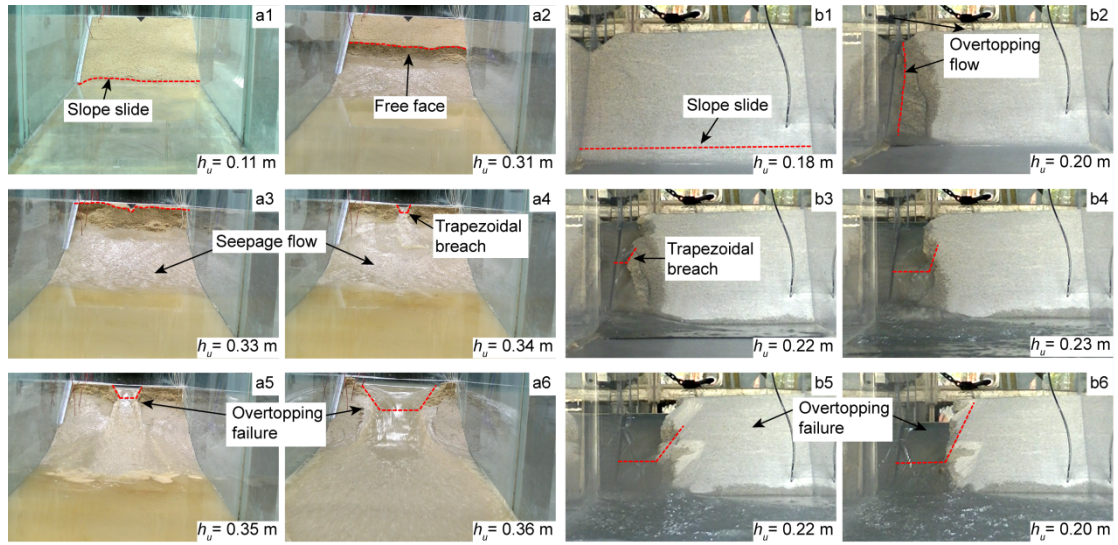 a1
Slope slide
hᵤ = 0.11 m
a2
Free face
hᵤ = 0.31 m
b1
Slope slide
hᵤ = 0.18 m
b2
Overtopping
flow
hᵤ = 0.20 m
a3
Seepage flow
hᵤ = 0.33 m
a4
Trapezoidal
breach
hᵤ = 0.34 m
b3
Trapezoidal
breach
hᵤ = 0.22 m
b4
hᵤ = 0.23 m
a5
Overtopping
failure
hᵤ = 0.35 m
a6
hᵤ = 0.36 m
b5
Overtopping
failure
hᵤ = 0.22 m
b6
hᵤ = 0.20 m